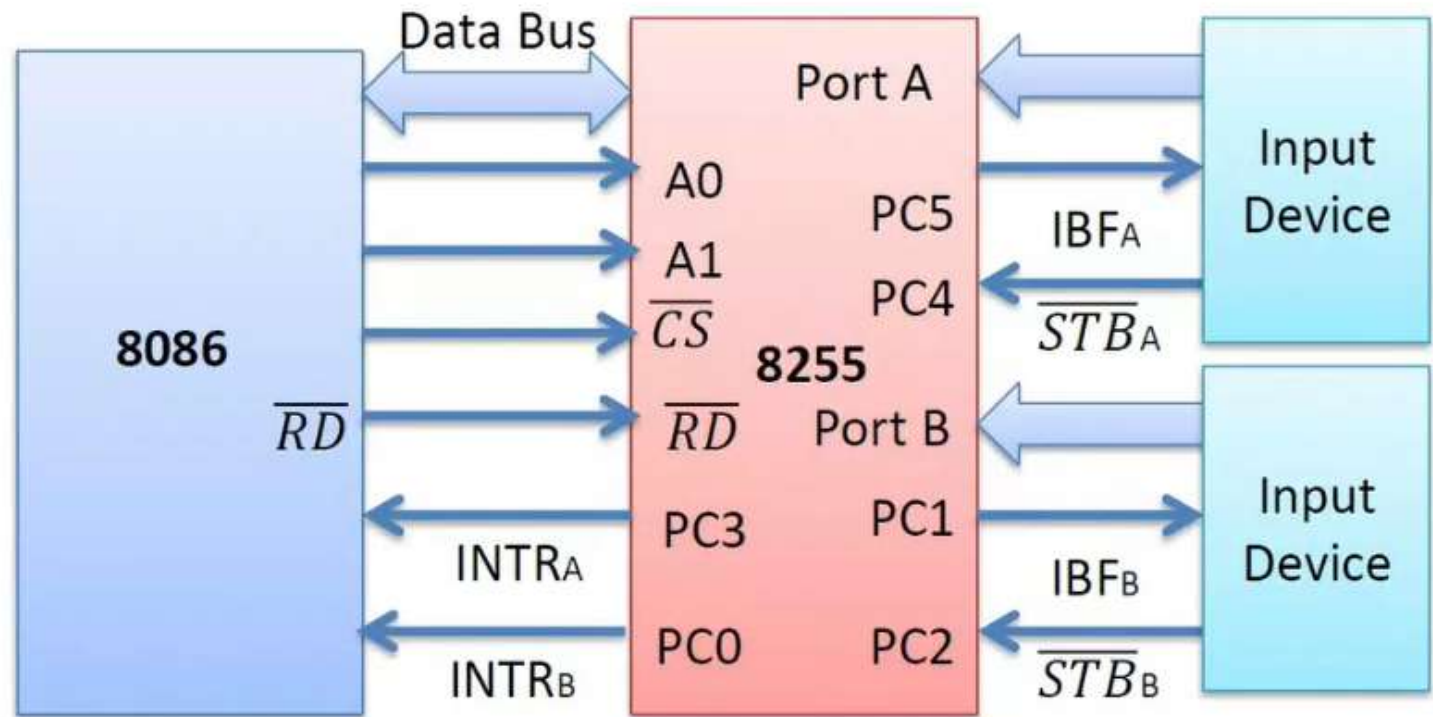 Data Bus
8086
RD
A0
A1
CS
RD
PC3
PC0
8255
Port A
PC5
PC4
Port B
PC1
PC2
INTRA
INTRB
IBFA
STBA
IBFB
STBB
Input
Device
Input
Device